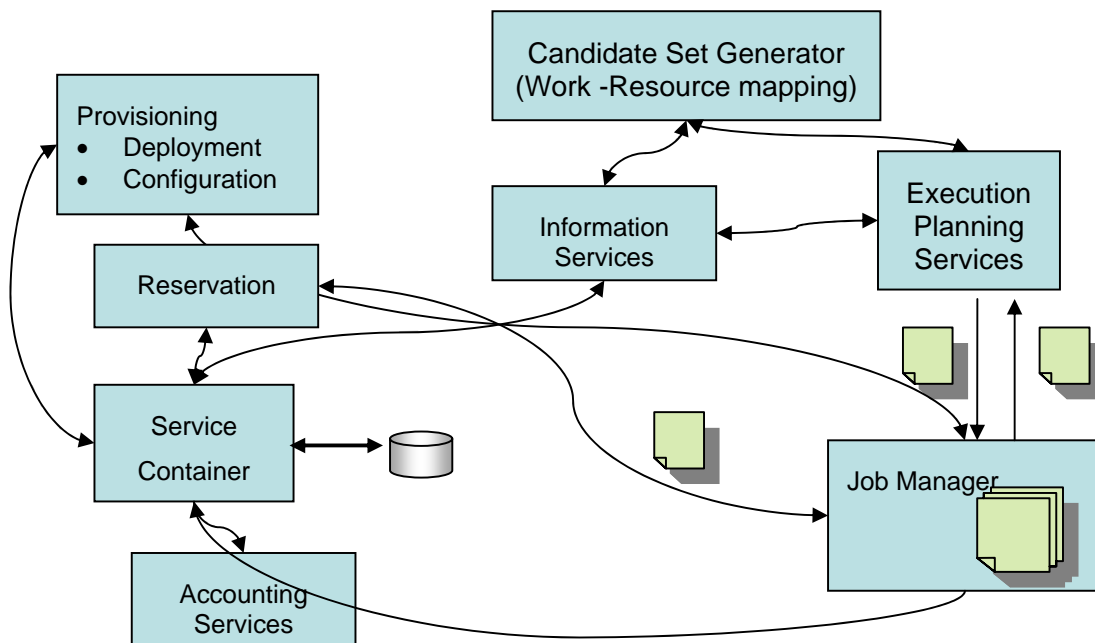 Candidate Set Generator
(Work -Resource mapping)
Provisioning
• Deployment
• Configuration
Information
Services
Execution
Planning
Services
Reservation
Service
Container
Job Manager
Accounting
Services